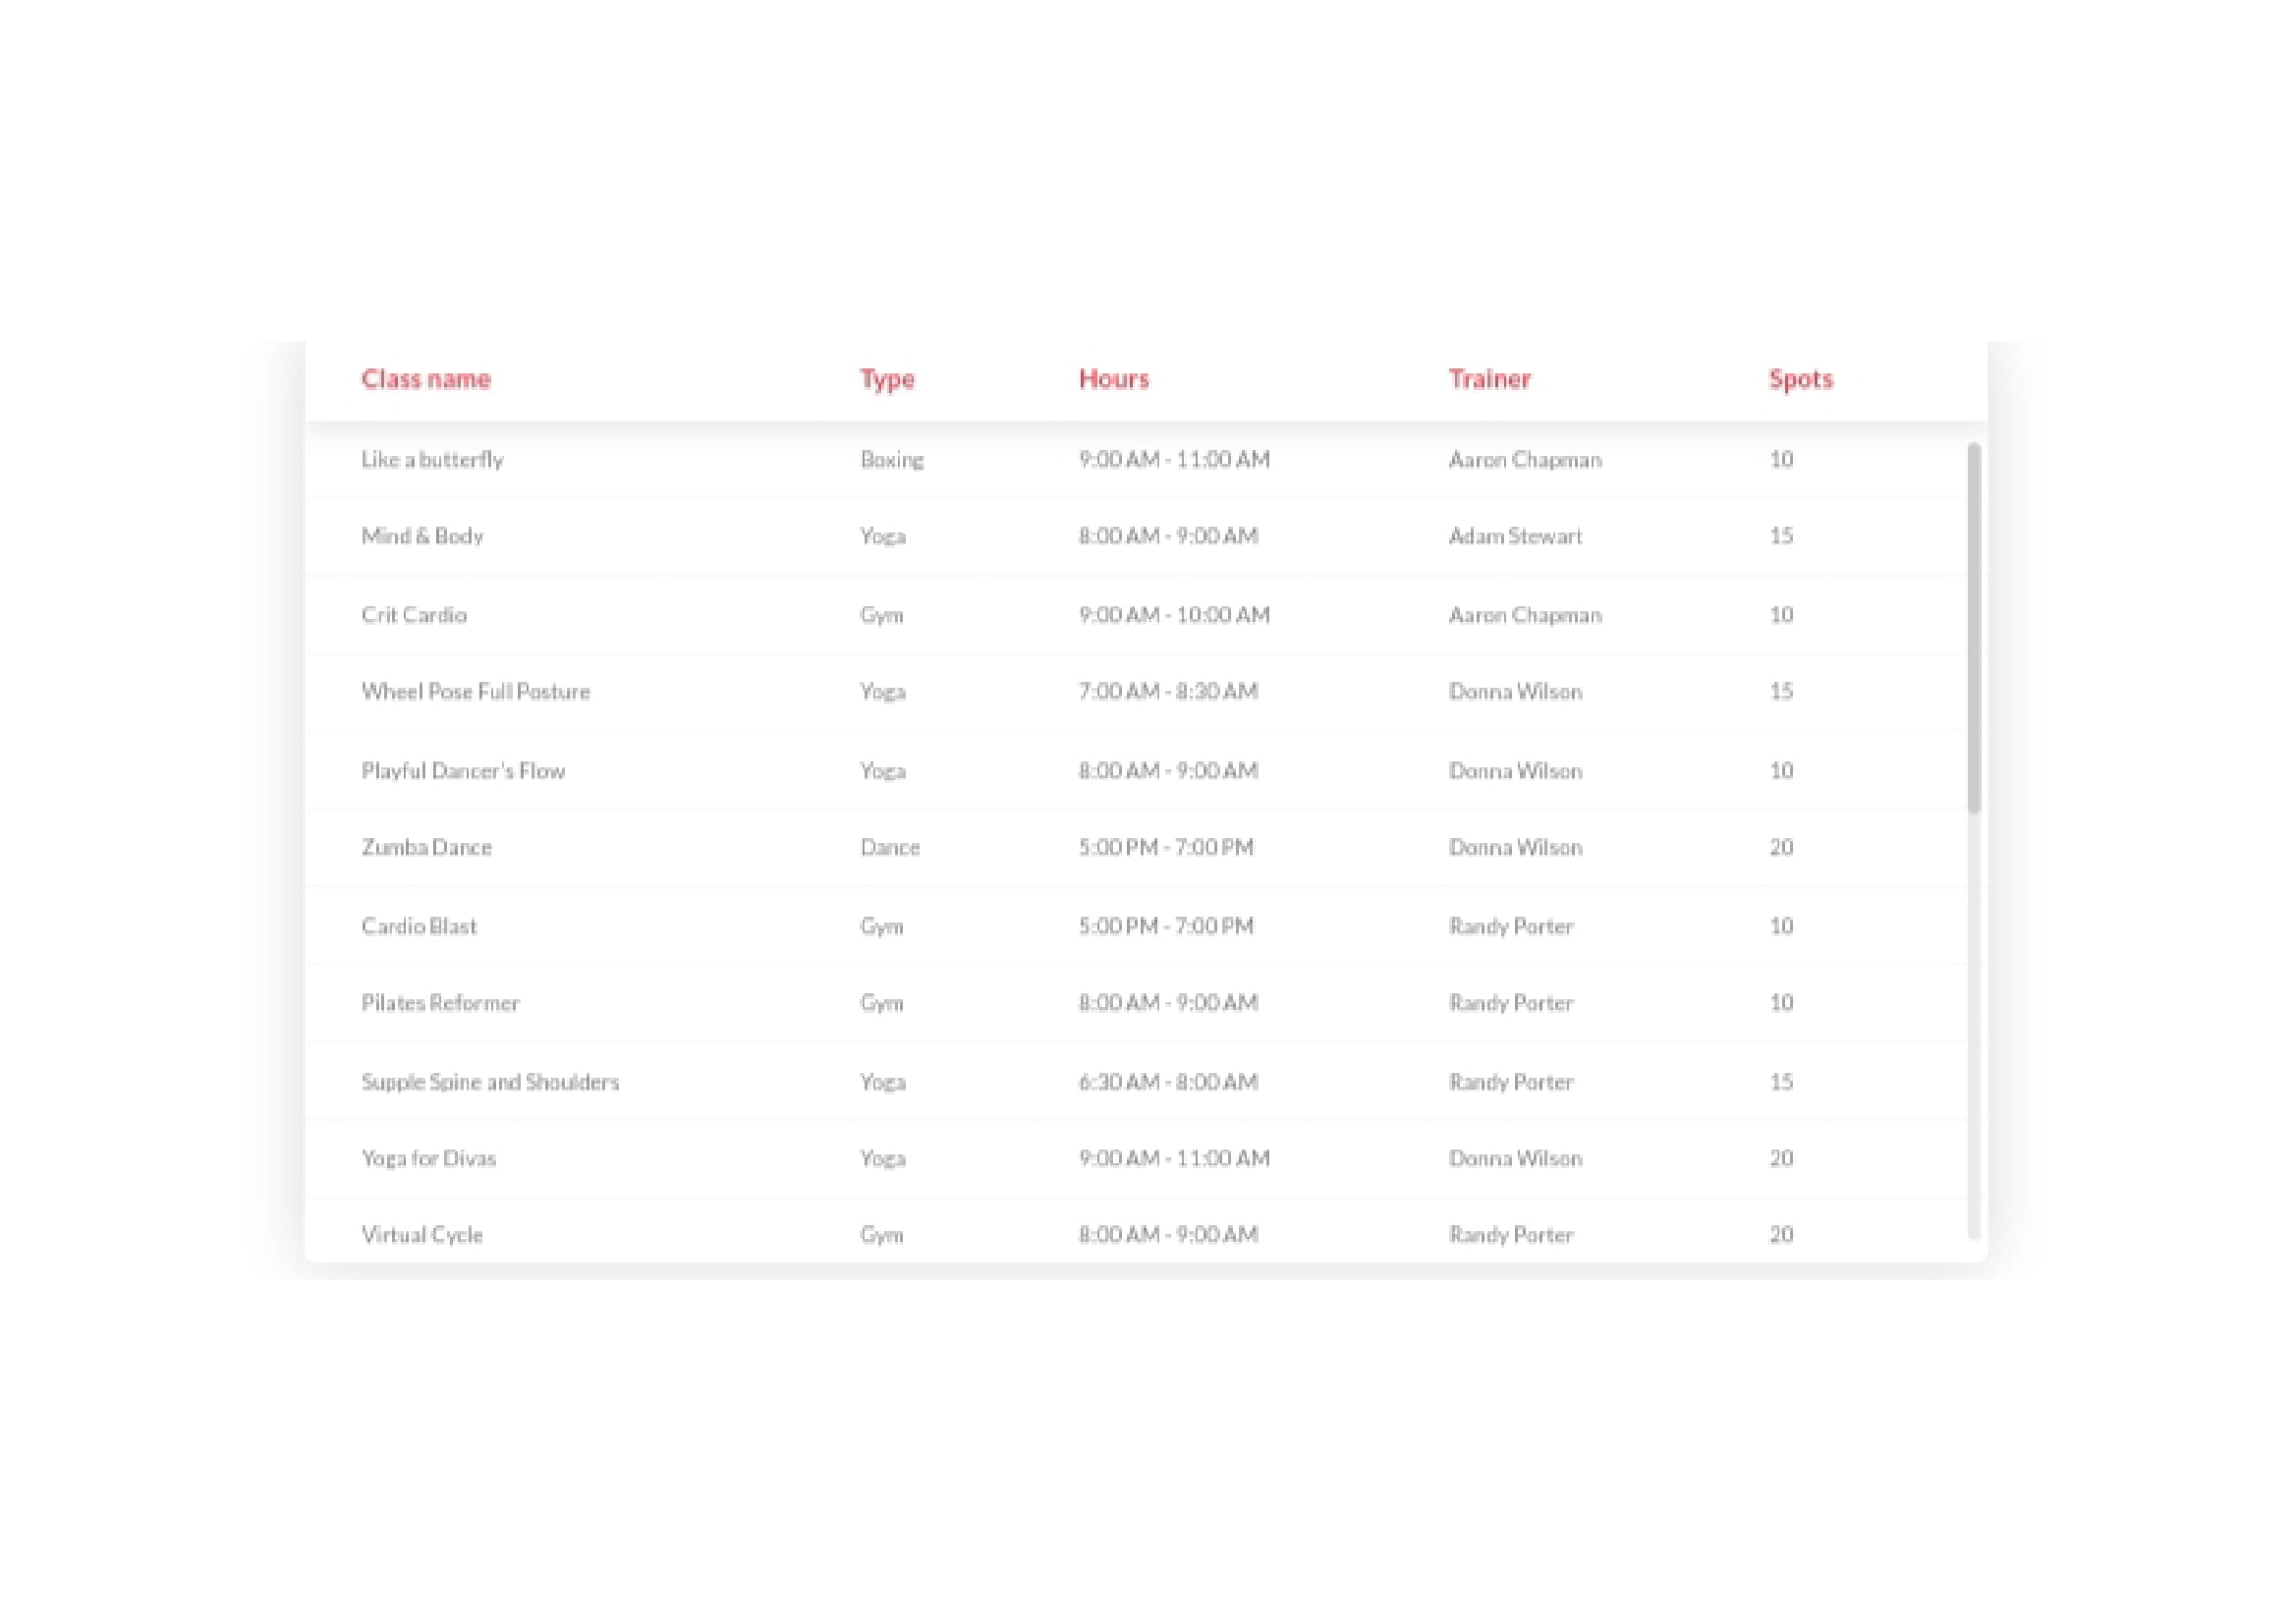 Class name Type Hours Trainer Spots
Like a butterfly Boxing 9:00 AM - 11:00 AM Aaron Chapman 10
Mind & Body Yoga 8:00 AM - 9:00 AM Adam Stewart 15
Crit Cardio Gym 9:00 AM - 10:00 AM Aaron Chapman 10
Wheel Pose Full Posture Yoga 7:00 AM - 8:30 AM Donna Wilson 15
Playful Dancer's Flow Yoga 8:00 AM - 9:00 AM Donna Wilson 10
Zumba Dance Dance 5:00 PM - 7:00 PM Donna Wilson 20
Cardio Blast Gym 5:00 PM - 7:00 PM Randy Porter 10
Pilates Reformer Gym 8:00 AM - 9:00 AM Randy Porter 10
Supple Spine and Shoulders Yoga 6:30 AM - 8:00 AM Randy Porter 15
Yoga for Divas Yoga 9:00 AM - 11:00 AM Donna Wilson 20
Virtual Cycle Gym 8:00 AM - 9:00 AM Randy Porter 20